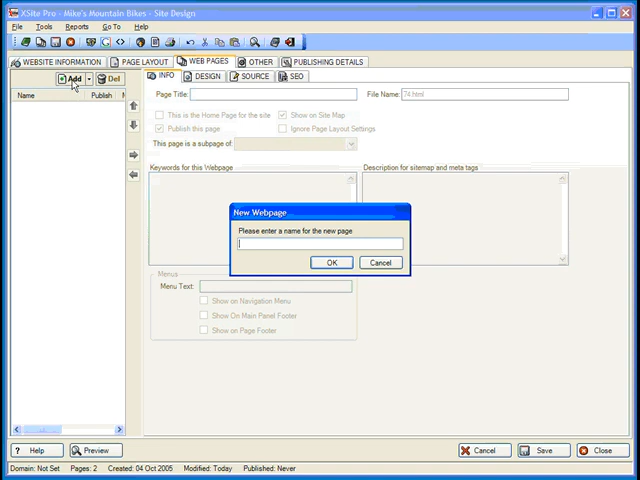 XSite Pro - Mike's Mountain Bikes - Site Design
File Tools Reports Go To Help
WEBSITE INFORMATION PAGE LAYOUT WEB PAGES OTHER PUBLISHING DETAILS
Add Del
INFO DESIGN SOURCE SEO
Name Publish
Page Title: File Name: 74.html
This is the Home Page for the site Show on Site Map
Publish this page Ignore Page Layout Settings
This page is a subpage of:
Keywords for this Webpage Description for sitemap and meta tags
New Webpage
Please enter a name for the new page
OK Cancel
Menus
Menu Text:
Show on Navigation Menu
Show On Main Panel Footer
Show on Page Footer
? Help Preview Cancel Save Close
Domain: Not Set Pages: 2 Created: 04 Oct 2005 Modified: Today Published: Never